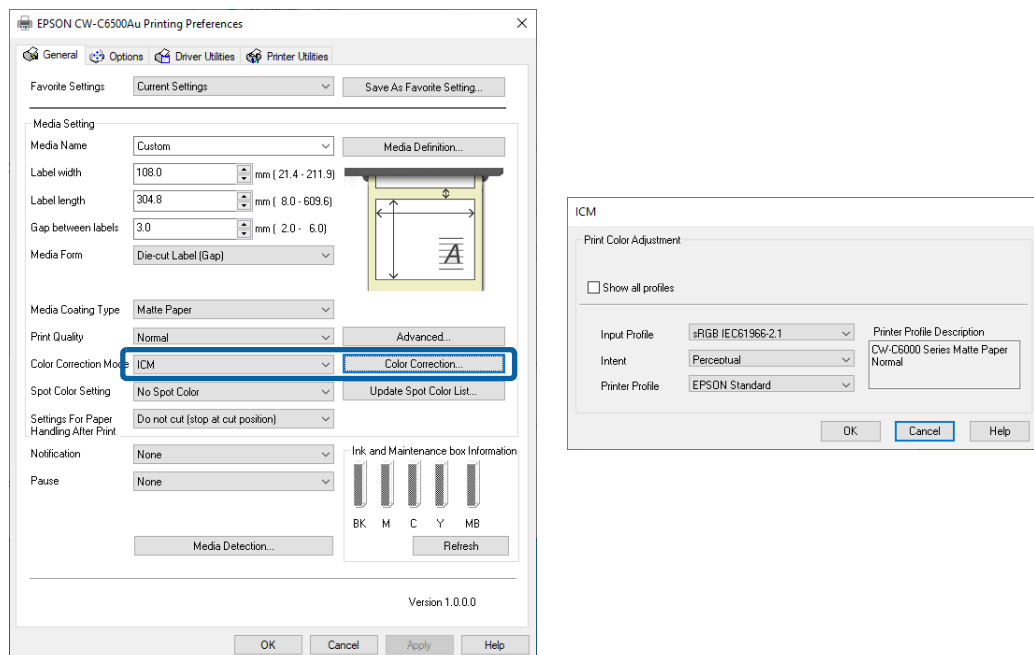 EPSON CW-C6500Au Printing Preferences
General Options Driver Utilities Printer Utilities
Favorite Settings Current Settings Save As Favorite Setting...
Media Setting
Media Name Custom Media Definition...
Label width 108.0 mm ( 21.4 - 211.9)
Label length 304.8 mm ( 8.0 - 609.6)
Gap between labels 3.0 mm ( 2.0 - 6.0)
Media Form Die-cut Label (Gap)
A
Media Coating Type Matte Paper
Print Quality Normal Advanced...
Color Correction Mode ICM Color Correction...
Spot Color Setting No Spot Color Update Spot Color List...
Settings For Paper
Handling After Print
Do not cut (stop at cut position)
Notification None
Pause None
Ink and Maintenance box Information
BK M C Y MB
Media Detection... Refresh
Version 1.0.0.0
OK Cancel Apply Help
ICM
Print Color Adjustment
Show all profiles
Input Profile sRGB IEC61966-2.1
Intent Perceptual
Printer Profile EPSON Standard
Printer Profile Description
CW-C6000 Series Matte Paper
Normal
OK Cancel Help